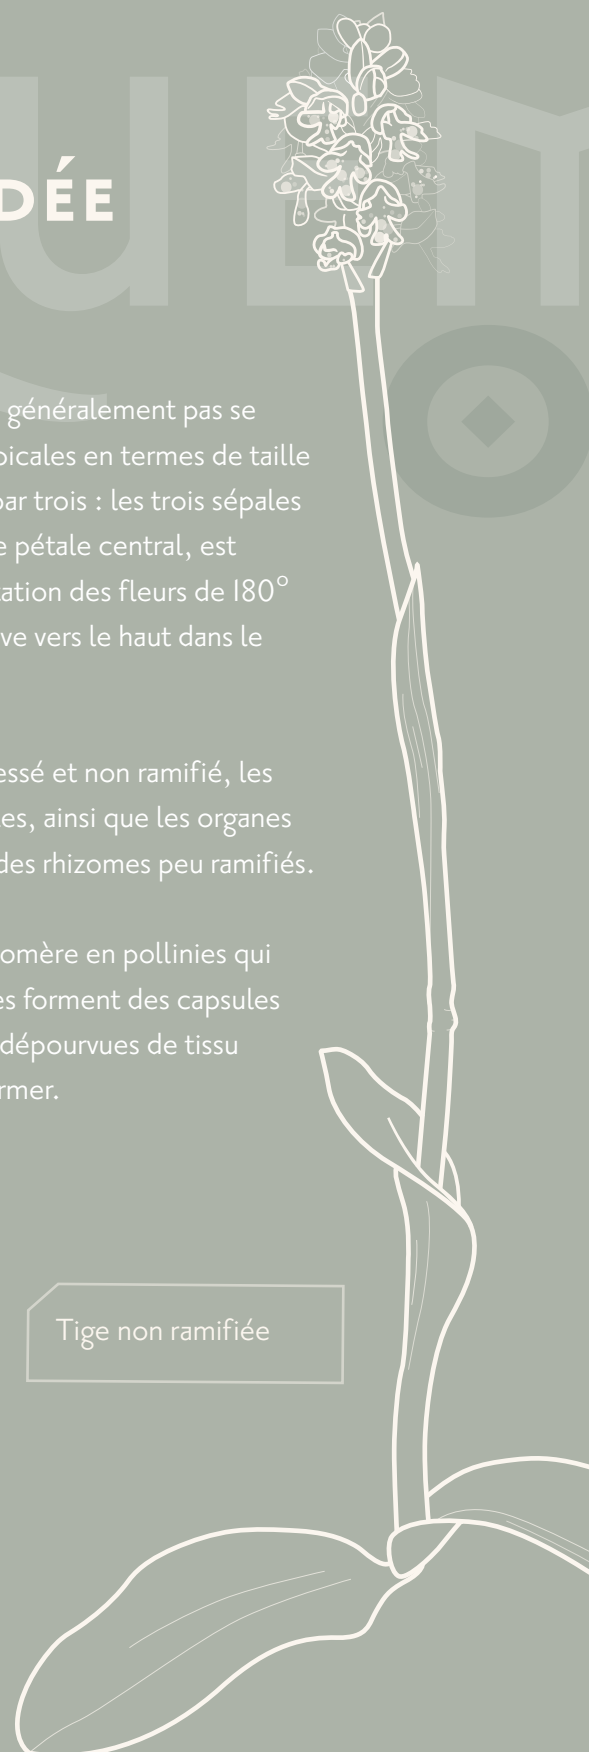 uem
DÉE
généralement pas se
picales en termes de taille
par trois : les trois sépales
e pétale central, est
tation des fleurs de 180°
ve vers le haut dans le
essé et non ramifié, les
es, ainsi que les organes
des rhizomes peu ramifiés.
omère en pollinies qui
es forment des capsules
dépourvues de tissu
rmer.
Tige non ramifiée